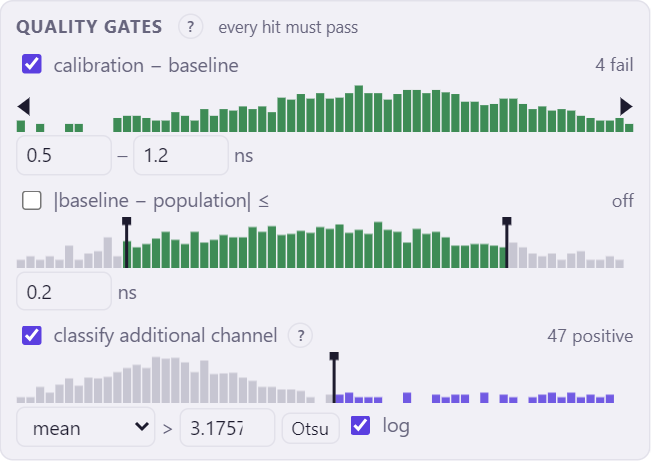 QUALITY GATES ? every hit must pass
calibration – baseline 4 fail
0.5 – 1.2 ns
|baseline – population| ≤ off
0.2 ns
classify additional channel ? 47 positive
mean > 3.1757 Otsu log